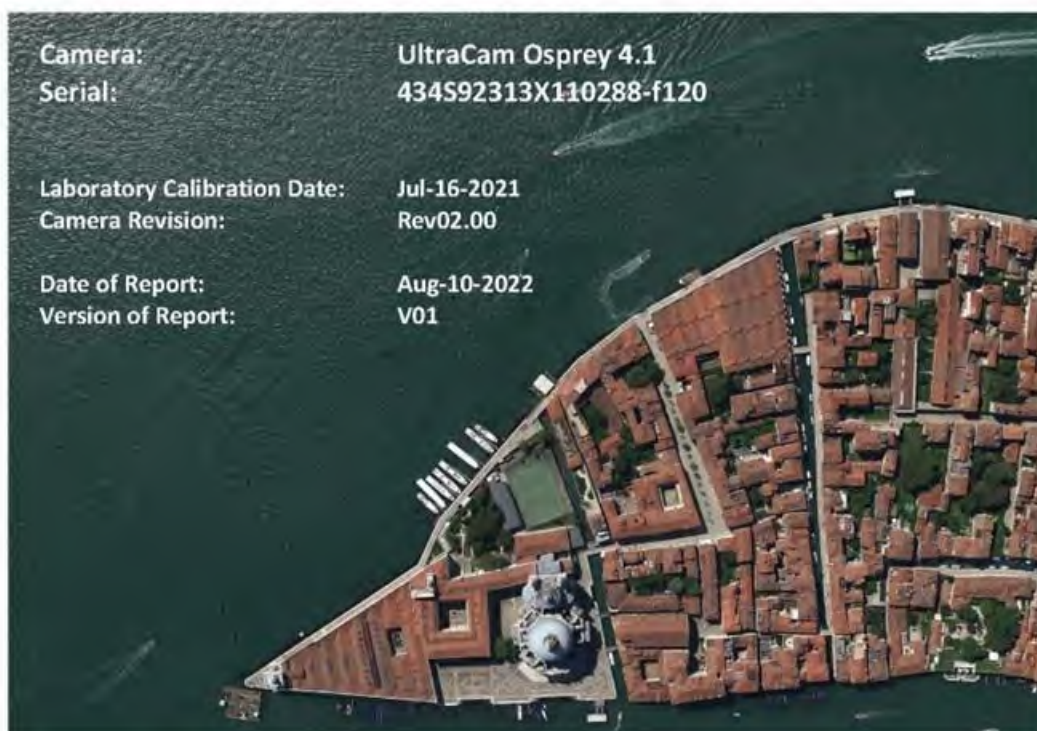 Camera: UltraCam Osprey 4.1
Serial: 434S92313X110288-f120
Laboratory Calibration Date: Jul-16-2021
Camera Revision: Rev02.00
Date of Report: Aug-10-2022
Version of Report: V01